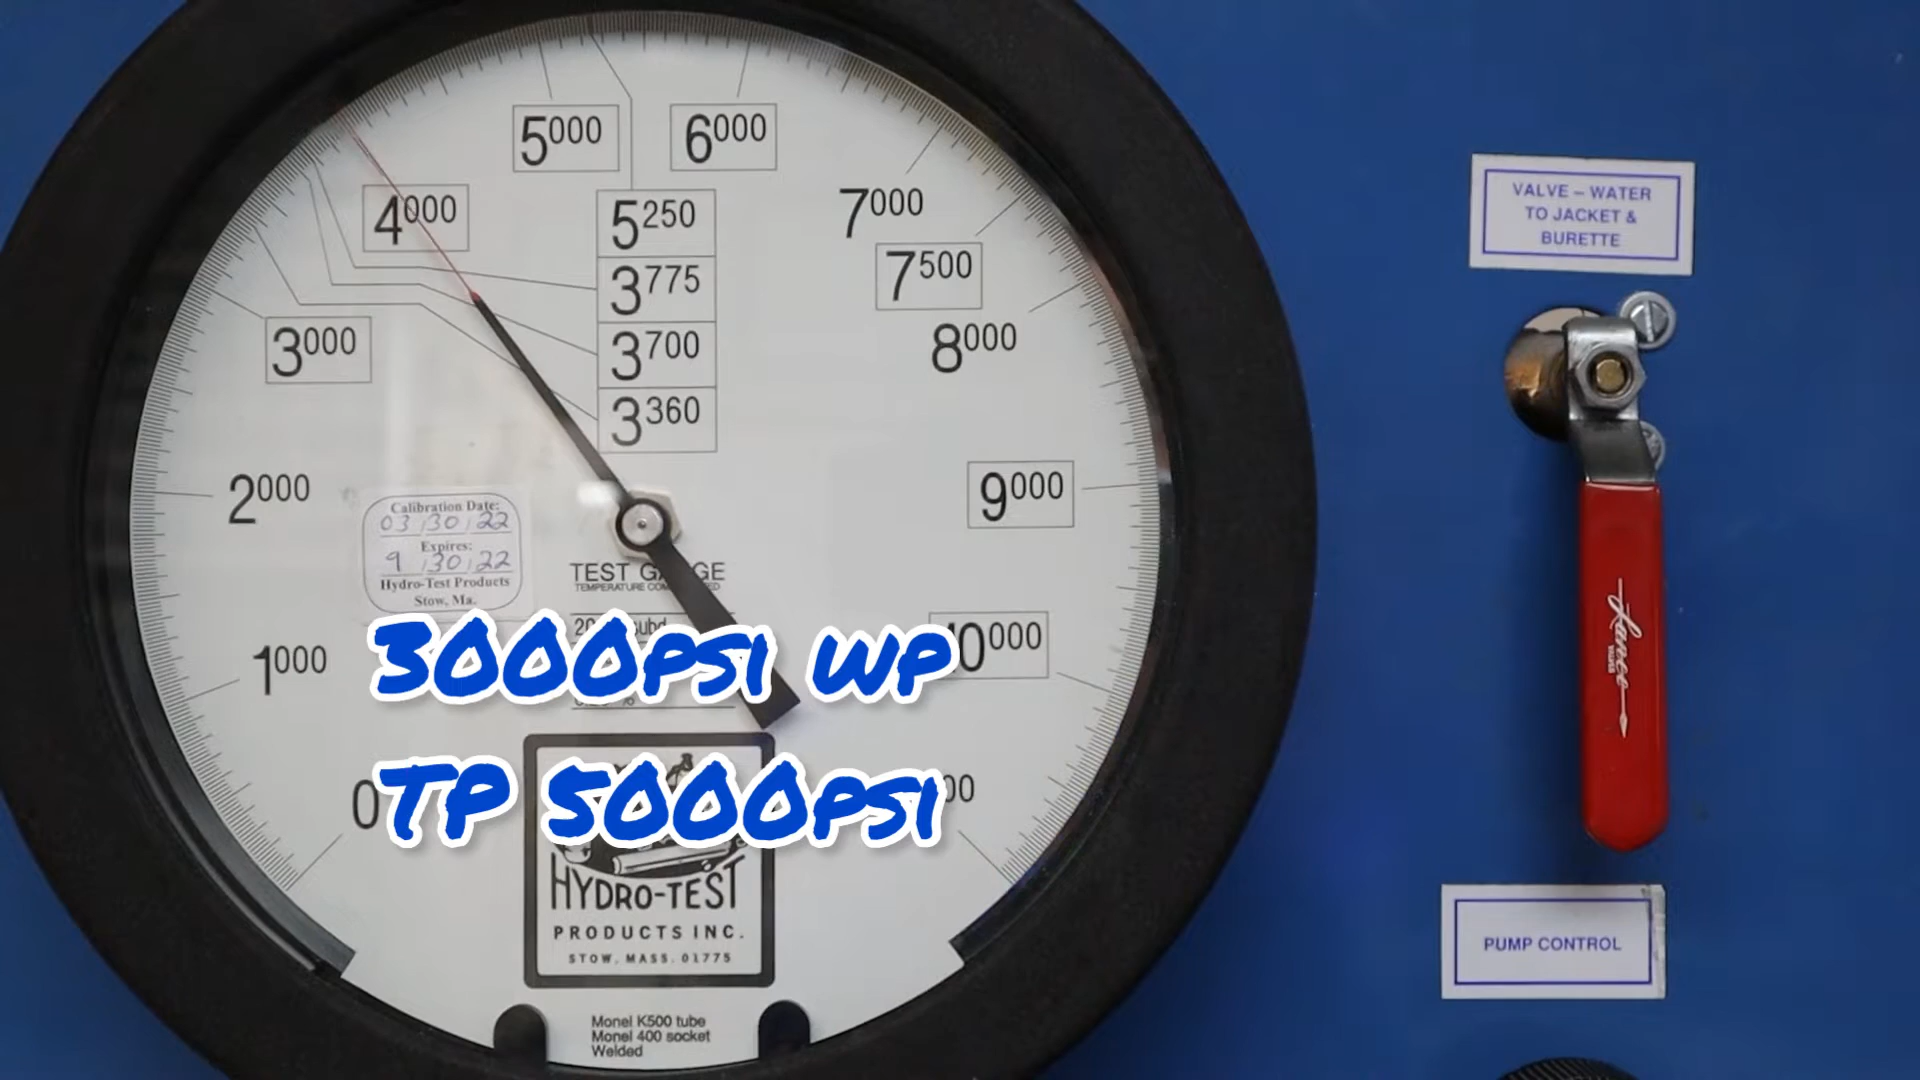 5000
6000
4000
5250
7000
3775
7500
3700
8000
3000
3360
2000
9000
Calibration Date:
03 30 22
Expires:
9 30 22
Hydro-Test Products
Stow, Ma.
TEST
1000
10000
0
3000PSI WP
TP 5000PSI
HYDRO-TEST
PRODUCTS INC.
STOW, MASS. 01775
Monel K500 tube
Monel 400 socket
Welded
VALVE – WATER
TO JACKET &
BURETTE
Jamec
PUMP CONTROL